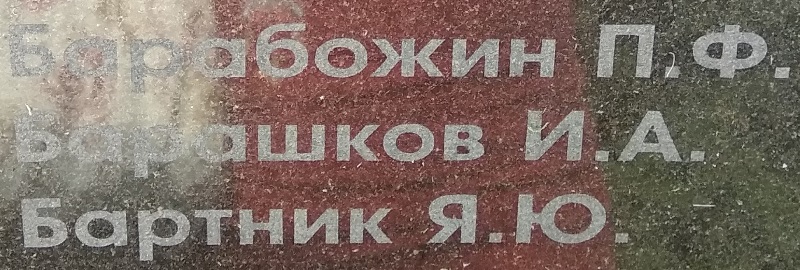 Барабожин П.Ф.
Барашков И.А.
Бартник Я.Ю.